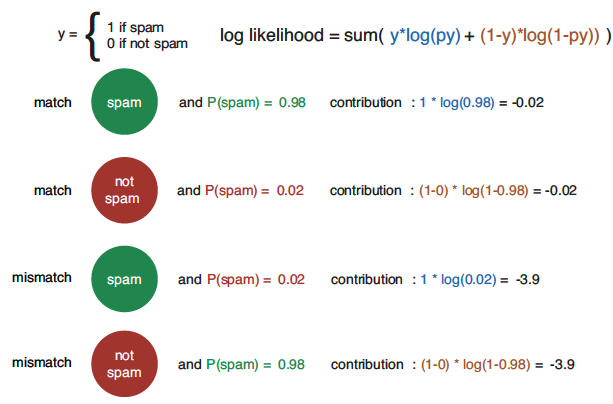 y = { 1 if spam
0 if not spam
log likelihood = sum( y*log(py) + (1-y)*log(1-py)) )
match spam and P(spam) = 0.98 contribution : 1 * log(0.98) = -0.02
match not spam and P(spam) = 0.02 contribution : (1-0) * log(1-0.98) = -0.02
mismatch spam and P(spam) = 0.02 contribution : 1 * log(0.02) = -3.9
mismatch not spam and P(spam) = 0.98 contribution : (1-0) * log(1-0.98) = -3.9